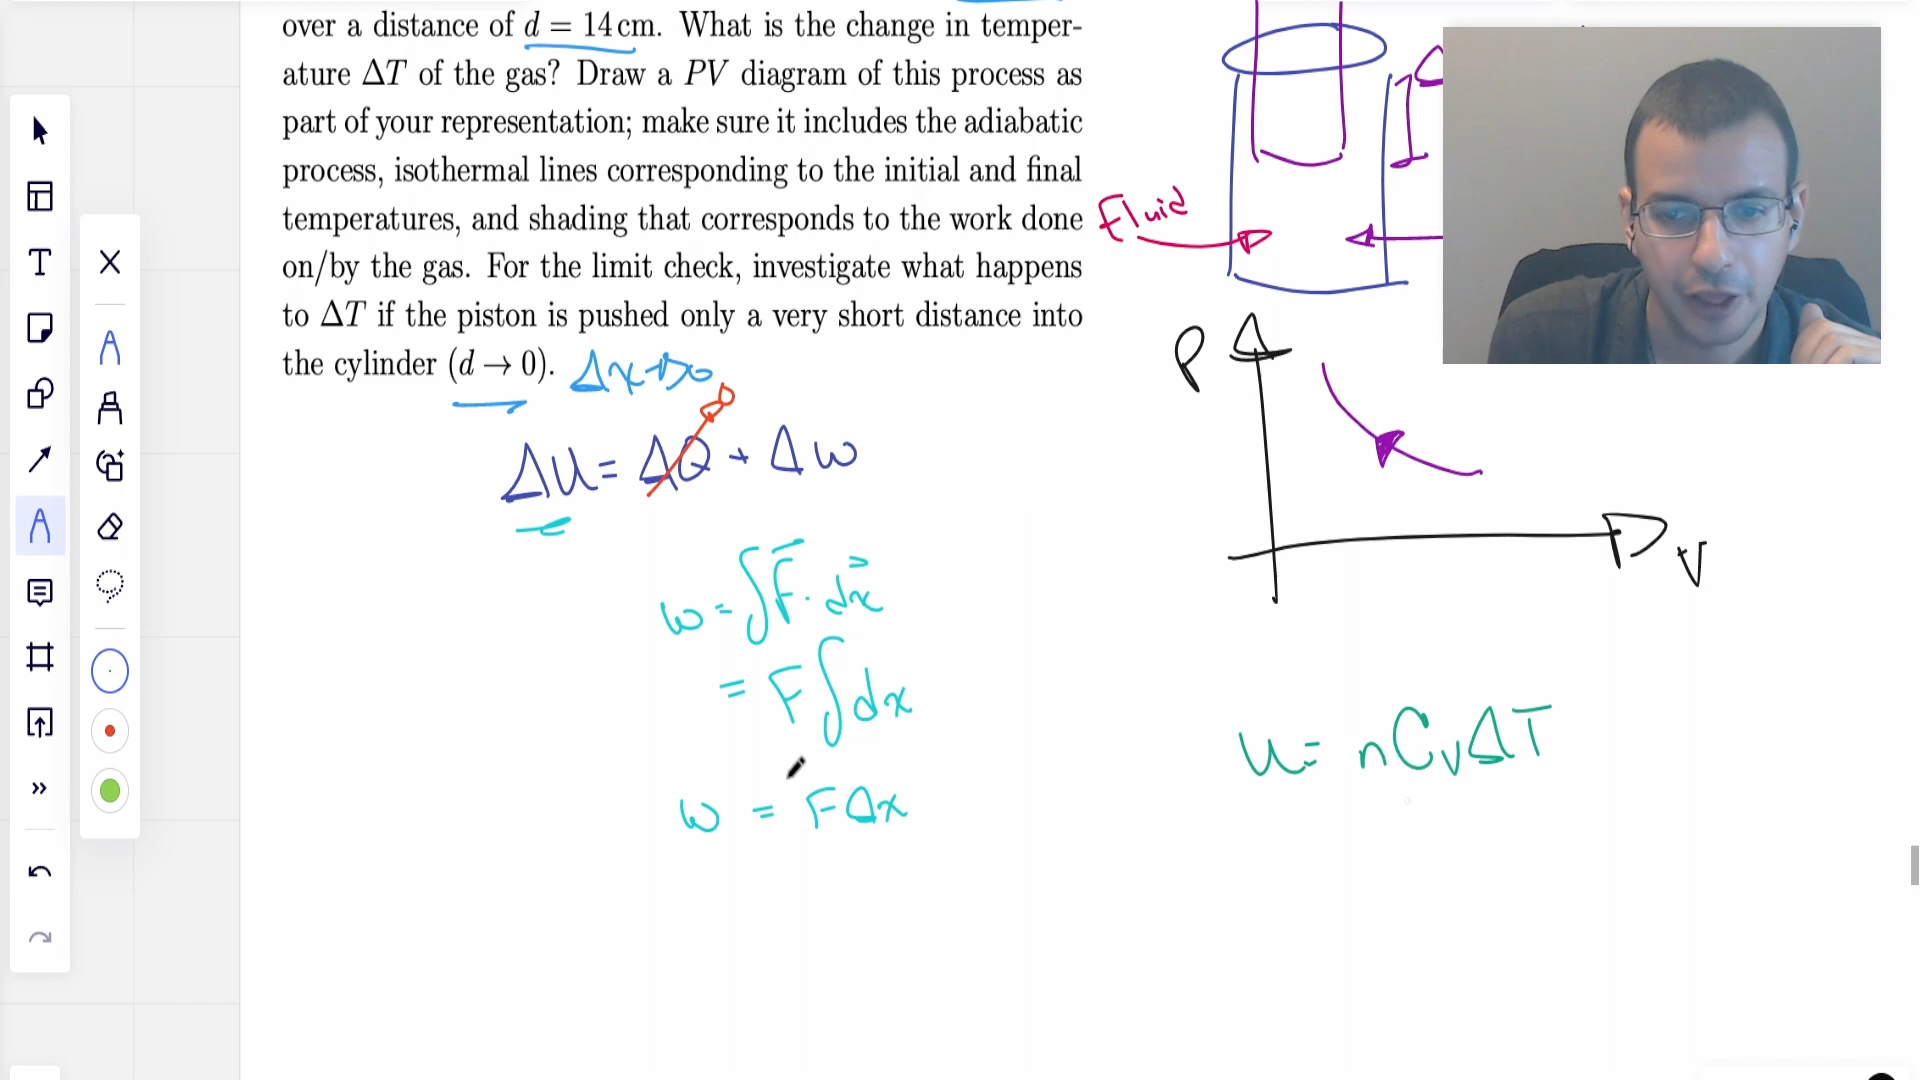 over a distance of d = 14 cm. What is the change in temper-
ature ΔT of the gas? Draw a PV diagram of this process as
part of your representation; make sure it includes the adiabatic
process, isothermal lines corresponding to the initial and final
temperatures, and shading that corresponds to the work done
on/by the gas. For the limit check, investigate what happens
to ΔT if the piston is pushed only a very short distance into
the cylinder (d → 0).
Δx→0
ΔU = ΔQ + ΔW
0
W = ∫F⃗ · dx⃗
= F∫dx
W = FΔx
Fluid
P
V
U = nCvΔT
T